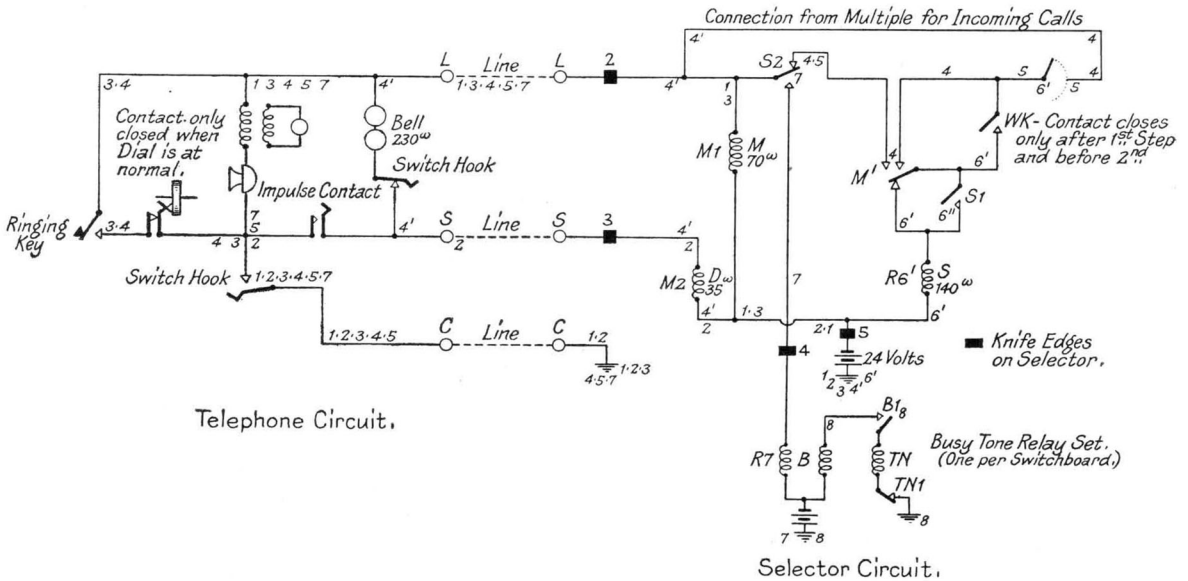 Connection from Multiple for Incoming Calls
4' 4
L Line L 2 S2 4·5
3·4 1 3 4 5 7 4' 1·3·4·5·7 4' 1 3 7 4 5 6' 5 4
Contact only
closed when
Dial is at
normal.
Bell
230ω
M1 M
70ω
WK-Contact closes
only after 1st Step
and before 2nd
Switch Hook
4 M' 6' S1
6' 6"
Impulse Contact
Ringing
Key
3·4 7
5
4 3 2
4' S Line S 3 4'
2 2
Switch Hook
1·2·3·4·5·7
M2 D ω
35
7
R6' S
140ω
4'
2
1·3 2·1 5 6'
1·2·3·4·5 C Line C 1·2
4·5·7 1·2·3
4
24 Volts
1 2 3 4' 6'
Knife Edges
on Selector.
Telephone Circuit.
8 B1 8
R7 B TN
TN1
Busy Tone Relay Set.
(One per Switchboard.)
7 8 8
Selector Circuit.